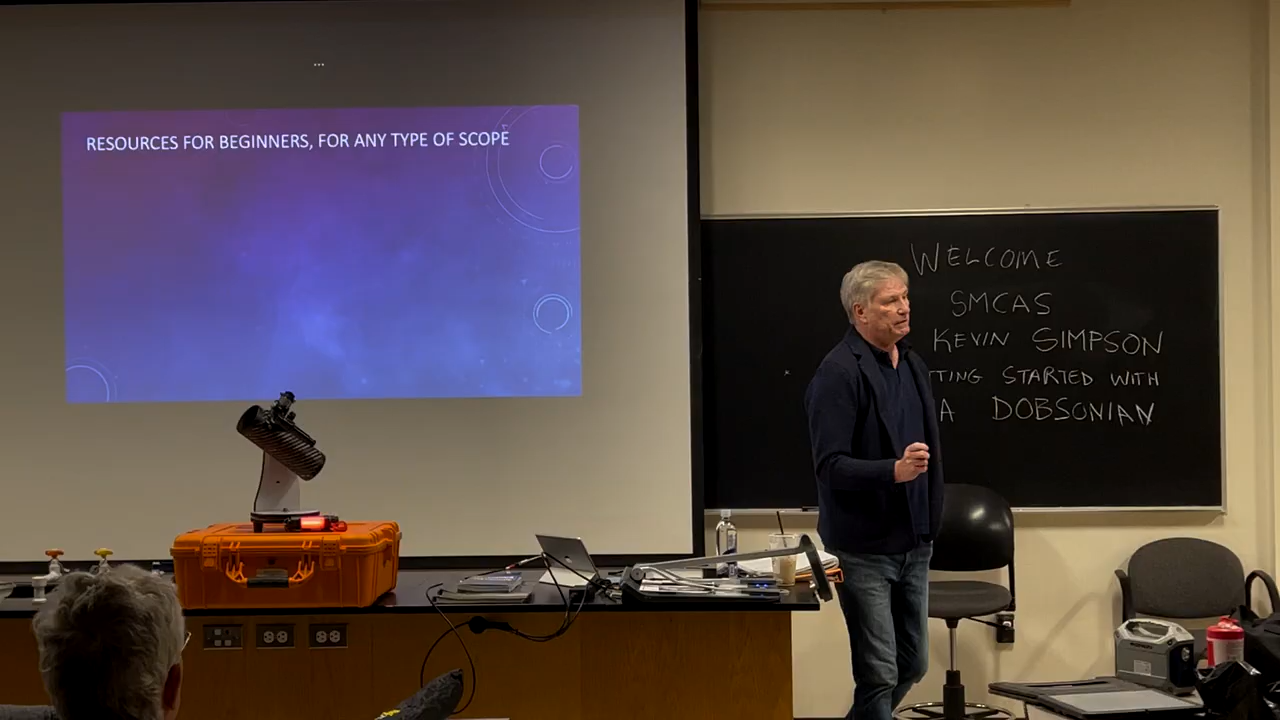 ...
RESOURCES FOR BEGINNERS, FOR ANY TYPE OF SCOPE
WELCOME
SMCAS
KEVIN SIMPSON
TTING STARTED WITH
A DOBSONIAN